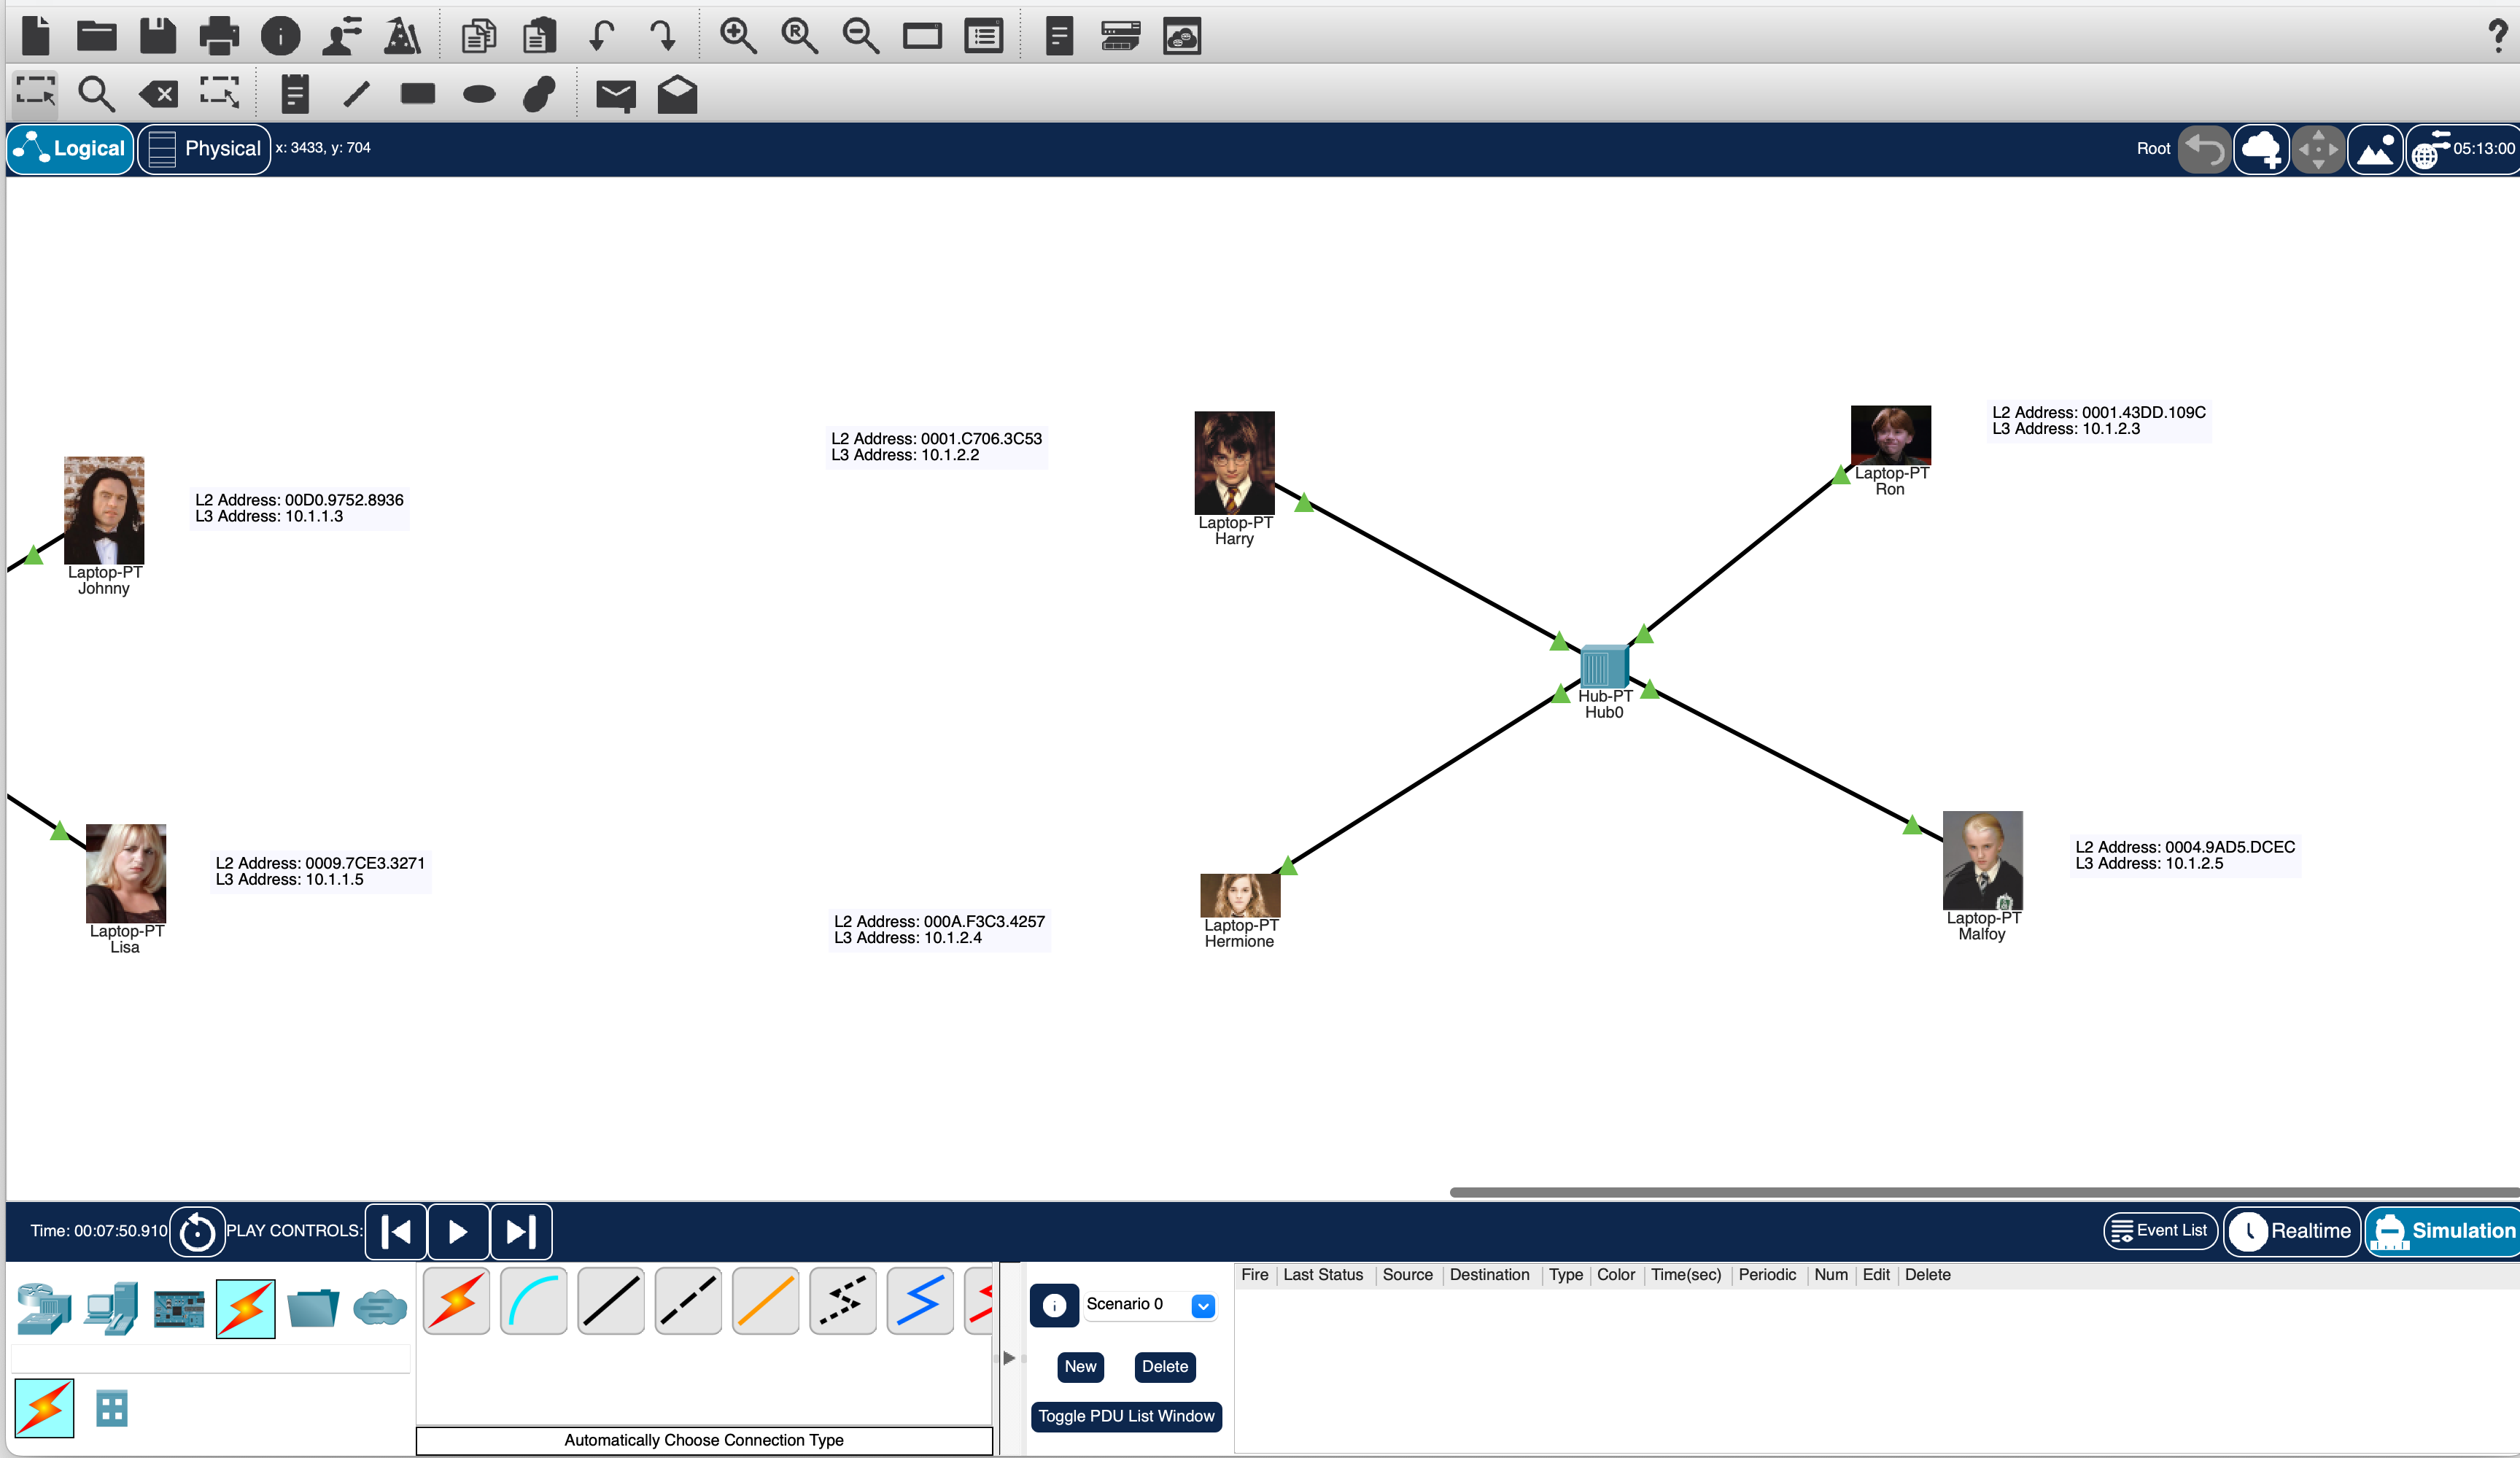 ?
Logical
Physical
x: 3433, y: 704
Root
05:13:00
L2 Address: 0001.C706.3C53
L3 Address: 10.1.2.2
Laptop-PT
Harry
Laptop-PT
Ron
L2 Address: 0001.43DD.109C
L3 Address: 10.1.2.3
Laptop-PT
Johnny
L2 Address: 00D0.9752.8936
L3 Address: 10.1.1.3
Hub-PT
Hub0
Laptop-PT
Lisa
L2 Address: 0009.7CE3.3271
L3 Address: 10.1.1.5
L2 Address: 000A.F3C3.4257
L3 Address: 10.1.2.4
Laptop-PT
Hermione
Laptop-PT
Malfoy
L2 Address: 0004.9AD5.DCEC
L3 Address: 10.1.2.5
Time: 00:07:50.910
PLAY CONTROLS:
Event List
Realtime
Simulation
Scenario 0
New
Delete
Toggle PDU List Window
Fire Last Status Source Destination Type Color Time(sec) Periodic Num Edit Delete
Automatically Choose Connection Type